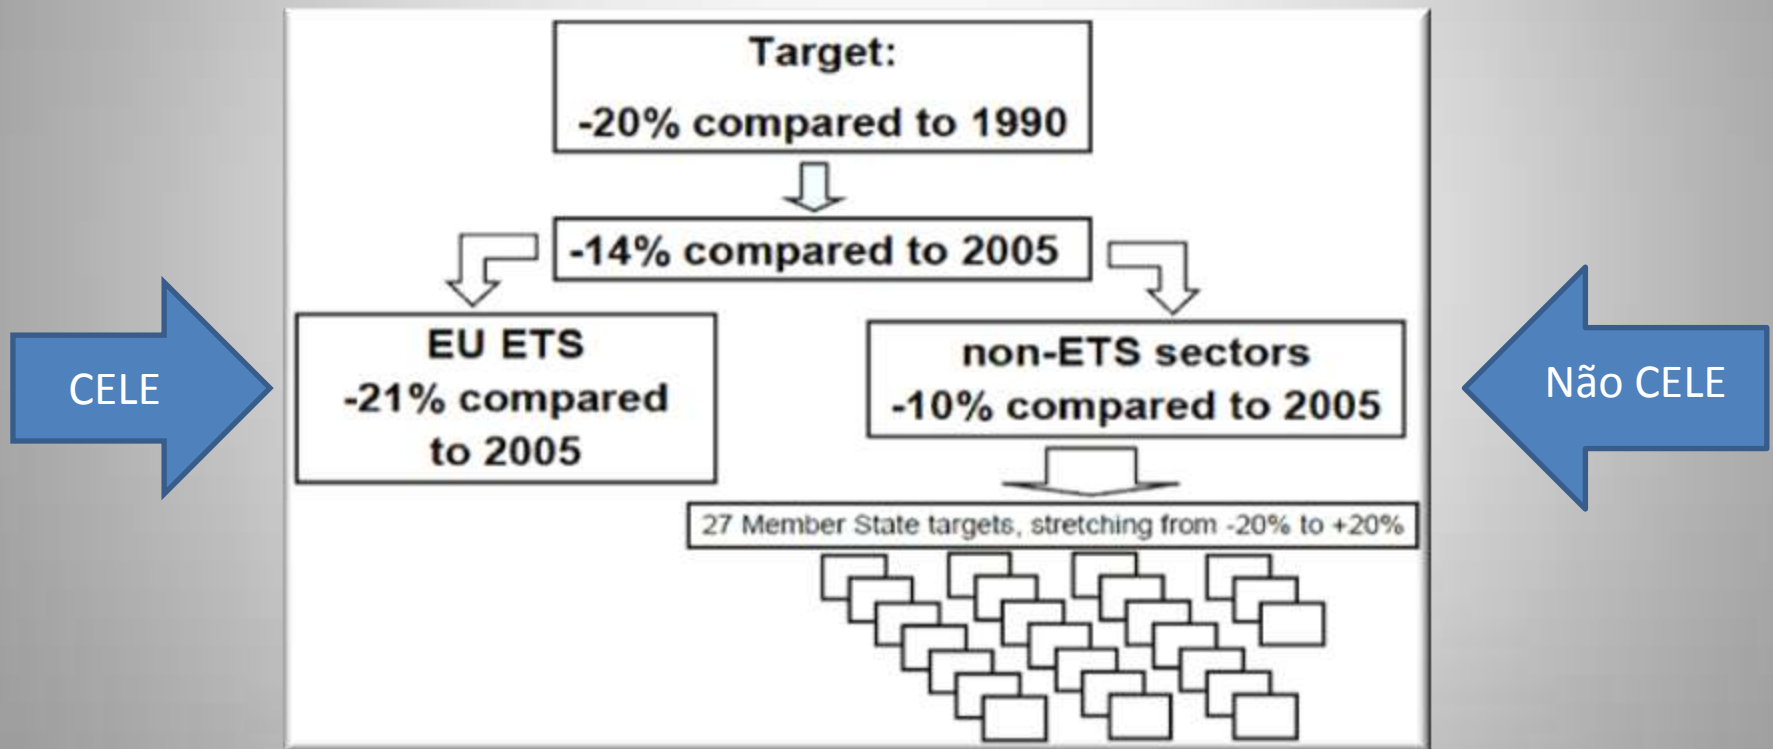 Target:
-20% compared to 1990
-14% compared to 2005
EU ETS
-21% compared
to 2005
non-ETS sectors
-10% compared to 2005
CELE
Não CELE
27 Member State targets, stretching from -20% to +20%